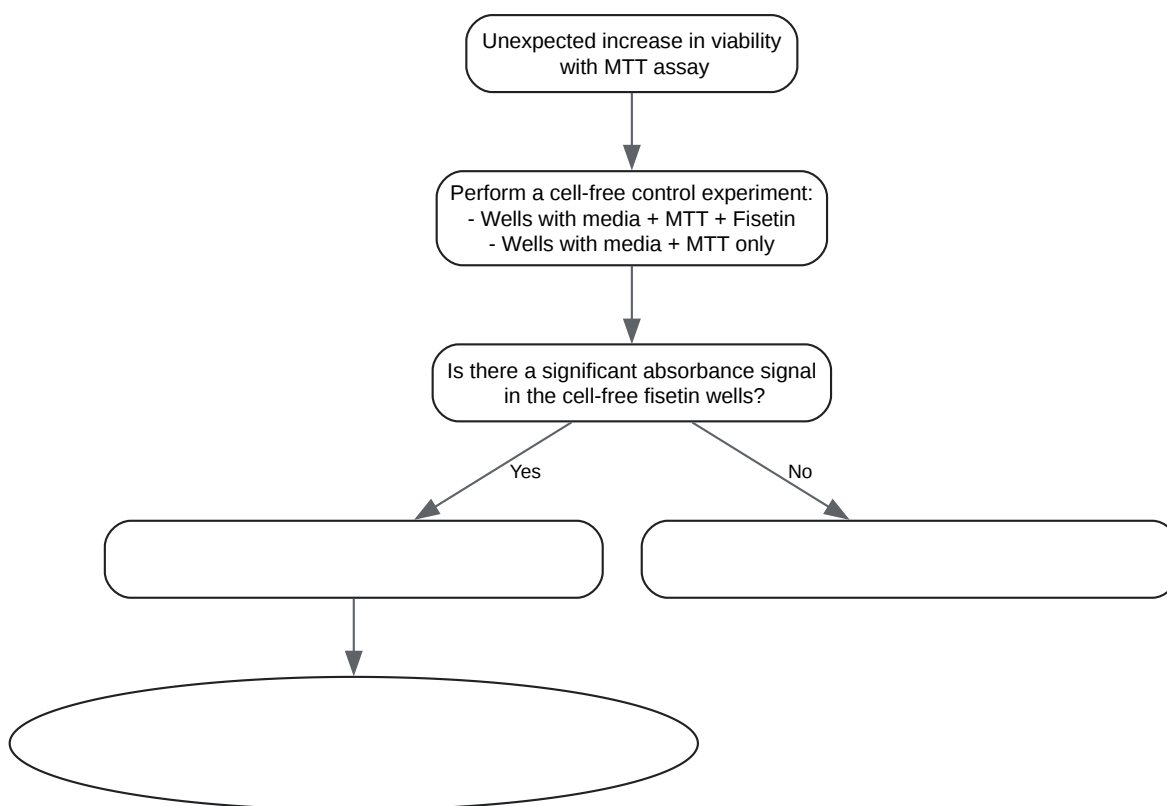 Unexpected increase in viability
with MTT assay
Perform a cell-free control experiment:
- Wells with media + MTT + Fisetin
- Wells with media + MTT only
Is there a significant absorbance signal
in the cell-free fisetin wells?
Yes
No